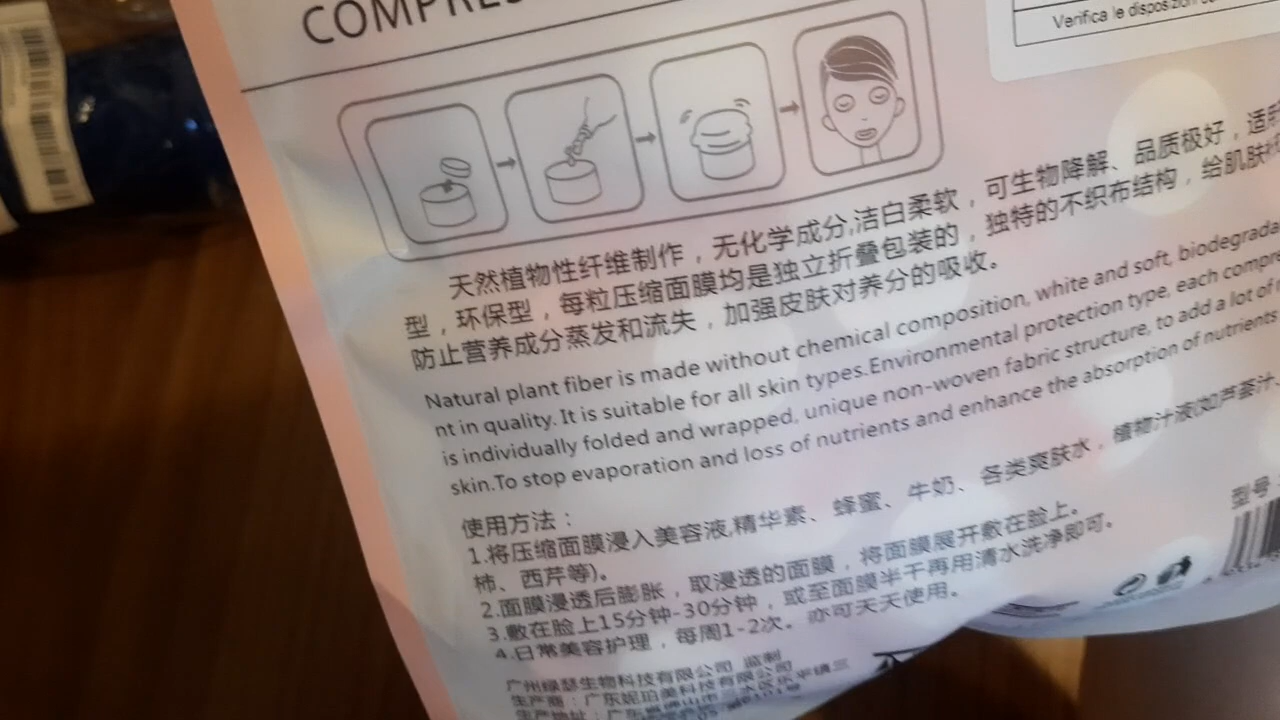 COMPRES
Verifica le disposizioni
天然植物性纤维制作，无化学成分,洁白柔软，可生物降解、品质极好，适用
型，环保型，每粒压缩面膜均是独立折叠包装的，独特的不织布结构，给肌肤
防止营养成分蒸发和流失，加强皮肤对养分的吸收。
Natural plant fiber is made without chemical composition, white and soft, biodegrada
nt in quality. It is suitable for all skin types.Environmental protection type, each compre
is individually folded and wrapped, unique non-woven fabric structure, to add a lot of
skin.To stop evaporation and loss of nutrients and enhance the absorption of nutrients
使用方法：
1.将压缩面膜浸入美容液,精华素、蜂蜜、牛奶、各类爽肤水，植物汁液(如芦荟汁、
柿、西芹等)。
2.面膜浸透后膨胀，取浸透的面膜，将面膜展开敷在脸上。
3.敷在脸上15分钟-30分钟，或至面膜半干再用清水洗净即可。
4.日常美容护理，每周1-2次。亦可天天使用。
型号
广州绿瑟生物科技有限公司 监制
生产商：广东妮珀美科技有限公司
生产地址：广东